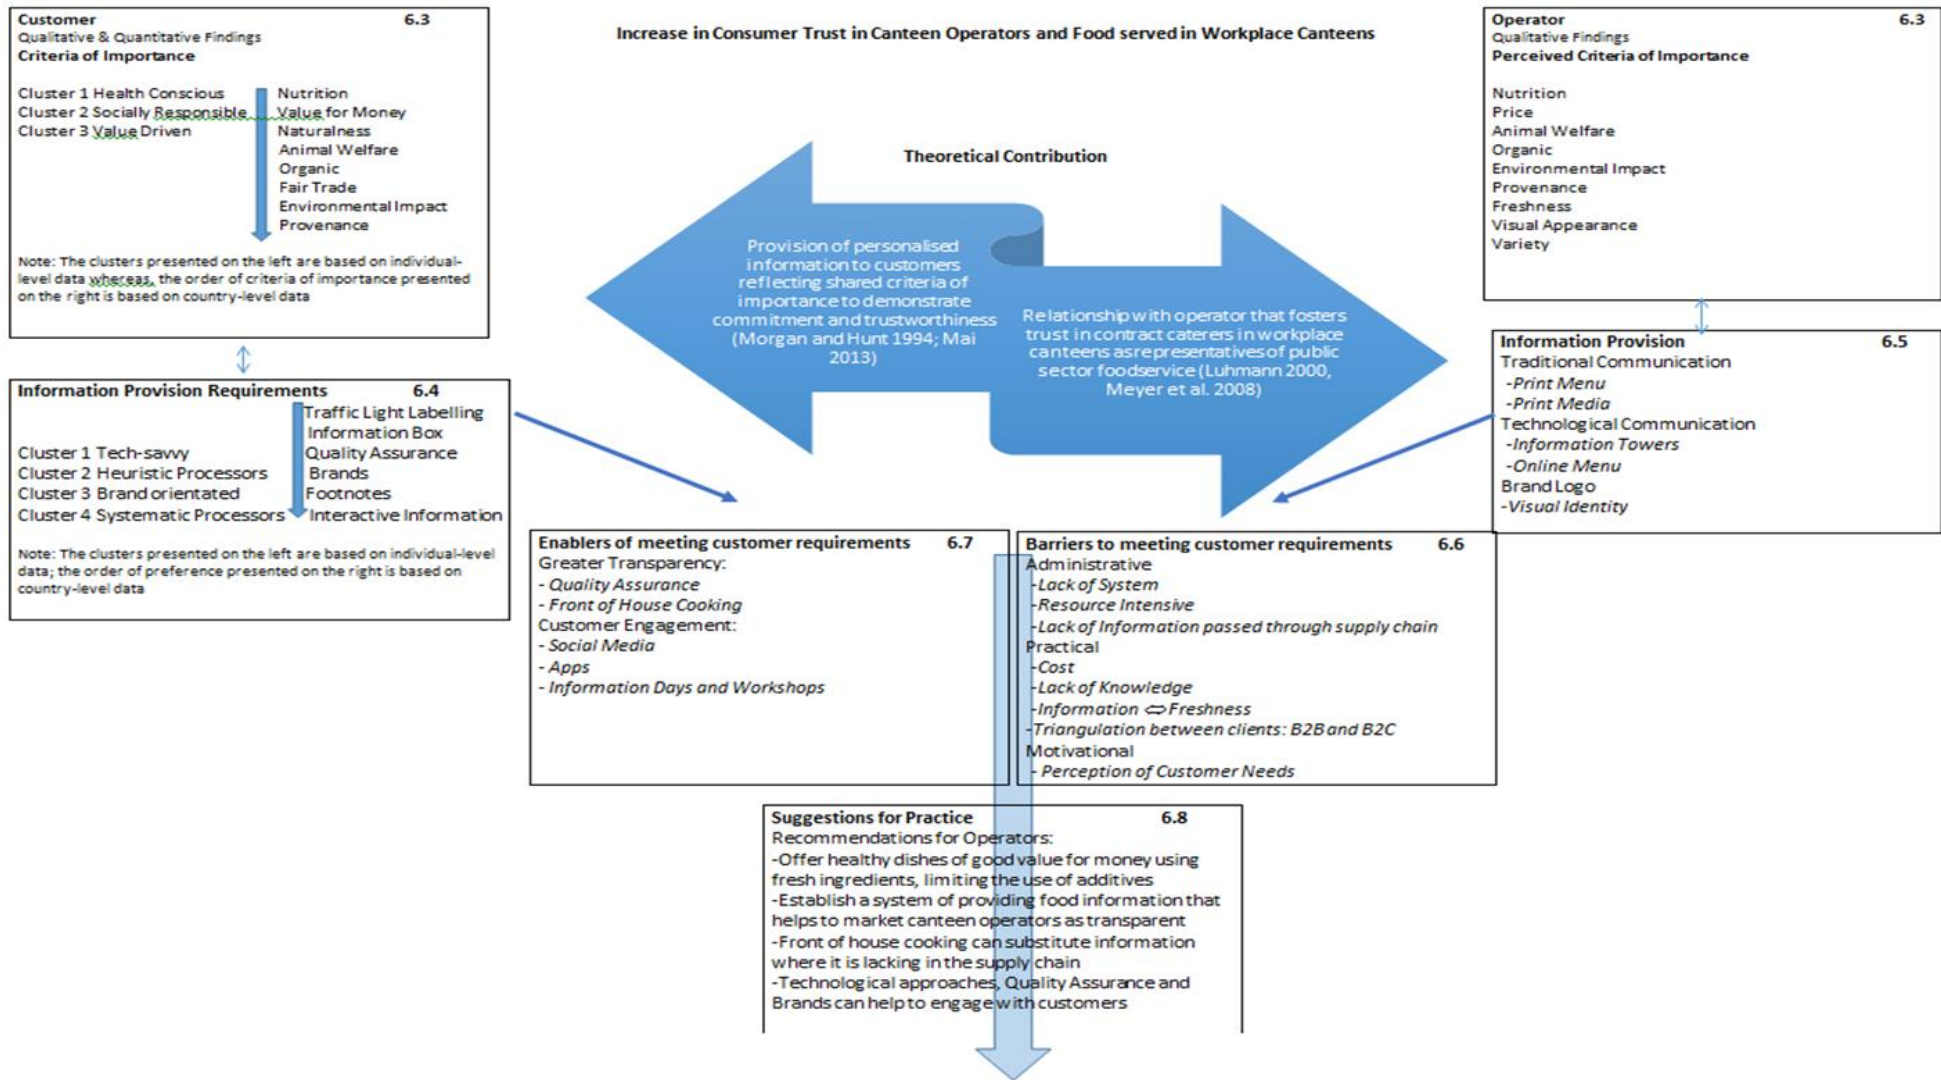 Increase in Consumer Trust in Canteen Operators and Food served in Workplace Canteens
Customer 6.3
Qualitative & Quantitative Findings
Criteria of Importance
Cluster 1 Health Conscious
Cluster 2 Socially Responsible
Cluster 3 Value Driven
Nutrition
Value for Money
Naturalness
Animal Welfare
Organic
Fair Trade
Environmental Impact
Provenance
Note: The clusters presented on the left are based on individual-
level data whereas, the order of criteria of importance presented
on the right is based on country-level data
Operator 6.3
Qualitative Findings
Perceived Criteria of Importance
Nutrition
Price
Animal Welfare
Organic
Environmental Impact
Provenance
Freshness
Visual Appearance
Variety
Theoretical Contribution
Provision of personalised
information to customers
reflecting shared criteria of
importance to demonstrate
commitment and trustworthiness
(Morgan and Hunt 1994; Mai
2013)
Relationship with operator that fosters
trust in contract caterers in workplace
canteens as representatives of public
sector foodservice (Luhmann 2000,
Meyer et al. 2008)
Information Provision Requirements 6.4
Cluster 1 Tech-savvy
Cluster 2 Heuristic Processors
Cluster 3 Brand orientated
Cluster 4 Systematic Processors
Traffic Light Labelling
Information Box
Quality Assurance
Brands
Footnotes
Interactive Information
Note: The clusters presented on the left are based on individual-level
data; the order of preference presented on the right is based on
country-level data
Information Provision 6.5
Traditional Communication
-Print Menu
-Print Media
Technological Communication
-Information Towers
-Online Menu
Brand Logo
-Visual Identity
Enablers of meeting customer requirements 6.7
Greater Transparency:
- Quality Assurance
- Front of House Cooking
Customer Engagement:
- Social Media
- Apps
- Information Days and Workshops
Barriers to meeting customer requirements 6.6
Administrative
-Lack of System
-Resource Intensive
-Lack of Information passed through supply chain
Practical
-Cost
-Lack of Knowledge
-Information ⇔ Freshness
-Triangulation between clients: B2B and B2C
Motivational
- Perception of Customer Needs
Suggestions for Practice 6.8
Recommendations for Operators:
-Offer healthy dishes of good value for money using
fresh ingredients, limiting the use of additives
-Establish a system of providing food information that
helps to market canteen operators as transparent
-Front of house cooking can substitute information
where it is lacking in the supply chain
-Technological approaches, Quality Assurance and
Brands can help to engage with customers